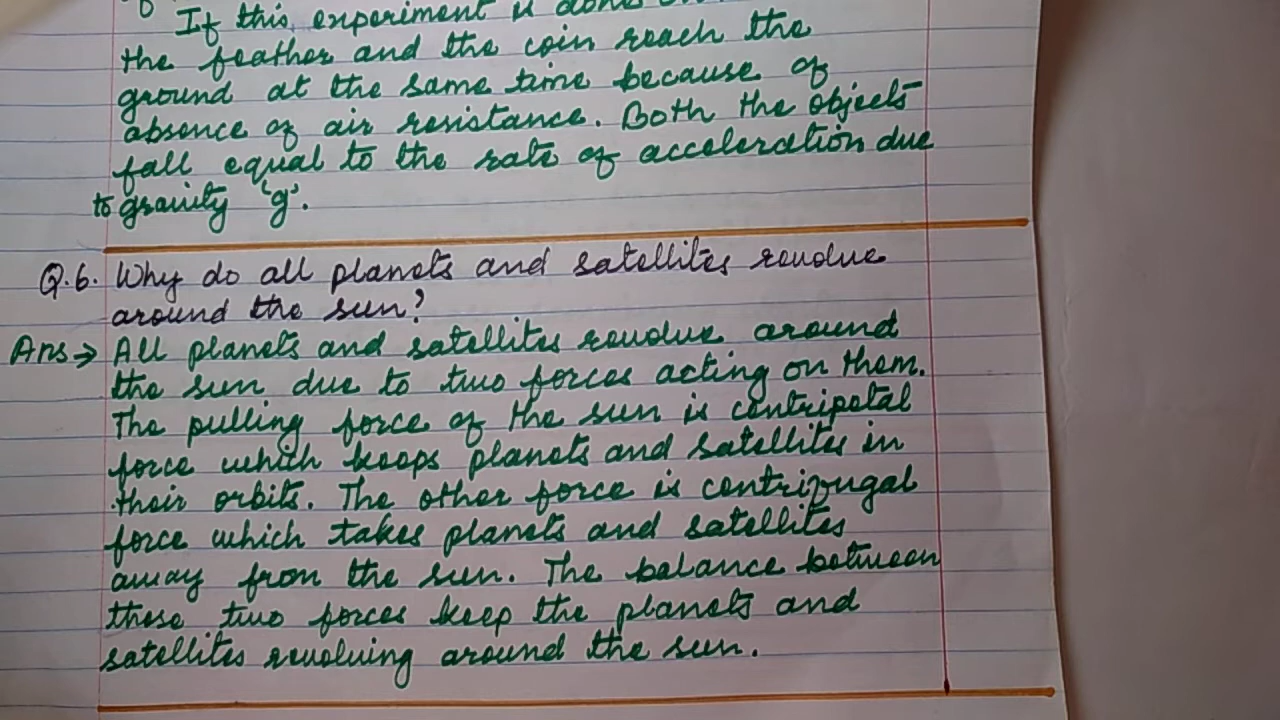 If this experiment is done on
the feather and the coin reach the
ground at the same time because of
absence of air resistance. Both the objects
fall equal to the rate of acceleration due
to gravity 'g'.
Q.6. Why do all planets and satellites revolve
around the sun?
Ans→ All planets and satellites revolve around
the sun due to two forces acting on them.
The pulling force of the sun is centripetal
force which keeps planets and satellites in
their orbits. The other force is centrifugal
force which takes planets and satellites
away from the sun. The balance between
these two forces keep the planets and
satellites revolving around the sun.